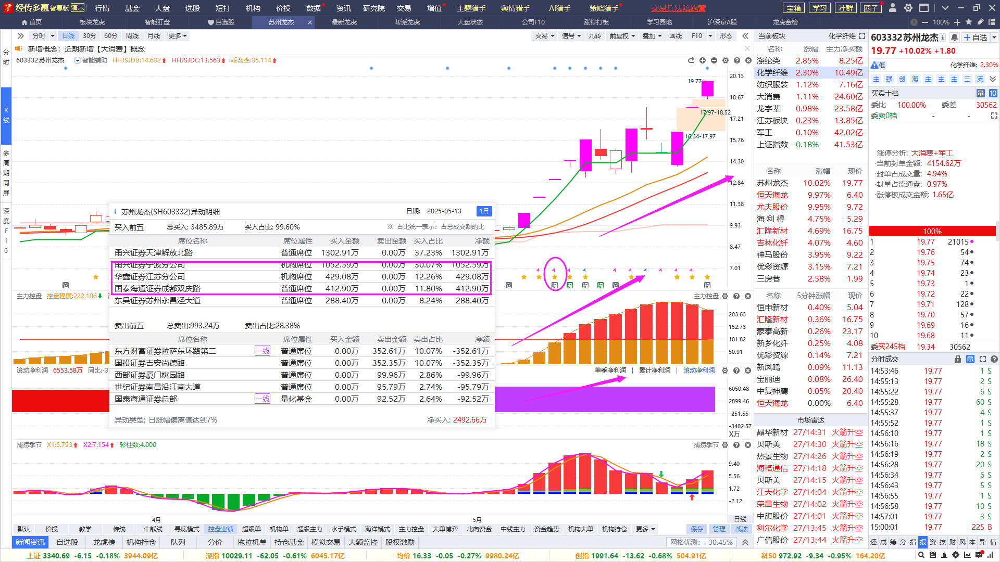 经传多赢 智尊版 演示 行情 基金 大盘 选股 短打 机构 价投 数据 资讯 研究院 交易 增值 主题猎手 舆情猎手 AI猎手 策略猎手 交易兵法陪跑营 宝箱 学习 社群 圈子
首页 板块龙虎 智能盯盘 自选股 苏州龙杰 最新龙虎 帮派龙虎 大盘状态 公司F10 涨停打板 学习园地 沪深京A股 龙虎金榜 100%
分时 日线 30分 60分 周线 月线 更多 交易 信号 九转 前复权 叠加 画线 F10 形态
新增概念：近期新增【大消费】概念
603332 苏州龙杰 智能辅助 HHJSJDB:14.632 HHJSJDC:13.563 乖离率:35.114
分时
K线
多周期同屏
深度F10
20.13
18.67
17.21
15.76
14.30
12.84
11.38
9.93
8.47
7.01
19.77
17.97-18.52
16.34-17.97
苏州龙杰(SH603332)异动明细 日期: 2025-05-13 1日
买入前五 总买入: 3485.89万 买入占比: 99.60% ※ 占比统一表示：占总成交额的比
席位名称 席位属性 买入金额 卖出金额 买入占比 净额
甬兴证券天津解放北路 普通席位 1302.91万 0.00万 37.23% 1302.91万
甬兴证券宁波分公司 机构席位 1052.59万 0.00万 30.07% 1052.59万
华鑫证券江苏分公司 机构席位 429.08万 0.00万 12.26% 429.08万
国泰海通证券成都双庆路 普通席位 412.90万 0.00万 11.80% 412.90万
东吴证券苏州永昌泾大道 普通席位 288.40万 0.00万 8.24% 288.40万
卖出前五 总卖出:993.24万 卖出占比:28.38%
席位名称 席位属性 买入金额 卖出金额 卖出占比 净额
东方财富证券拉萨东环路第二 一线 普通席位 0.00万 352.61万 10.07% -352.61万
国投证券吉安尚德路 普通席位 0.00万 352.35万 10.07% -352.35万
西部证券厦门桃园路 普通席位 0.00万 99.96万 2.86% -99.96万
世纪证券南昌沿江南大道 普通席位 0.00万 95.79万 2.74% -95.79万
国泰海通证券总部 一线 量化基金 0.00万 92.52万 2.64% -92.52万
异动类型: 日涨幅偏离值达到7% 净买入: 2492.66万
主力控盘 控盘程度:222.106 主力控盘
203.63
152.73
101.82
50.91
滚动净利润 6553.58万 同比:-3. 单季净利润 | 累计净利润 | 滚动净利润
6050.48
2899.46
-251.55
-3402.57
X万
捕捞季节 X1:5.793 X2:7.154 彩柱数:4.000 捕捞季节
9.40
5.56
1.72
-2.12
4月 5月 日线
默认 价投 教学 传统 牛熊线 寻底模式 控盘业绩 超级单 机构单 超级主力 水手模式 海洋模式 主力控盘 大单博弈 北向资金 中线主力 资金趋势 机构大单 机构持仓 更多 保存 管理 战法
新闻资讯 自选股 龙虎榜 机构持仓 队列 分价 拖拉机单 持仓基金 模拟交易 大额监控 股权激励 网格优测: -30.45%
上证 3340.69 -6.15 -0.18% 3944.09亿 深指 10029.11 -62.05 -0.61% 6045.17亿 均价 16.33 -0.05 -0.27% 9980.24亿 创指 1991.64 -13.62 -0.68% 504.91亿 科50 972.92 -9.34 -0.95% 164.20亿
当前板块 化学纤维
名称 涨幅 主力净买额
涤纶类 2.85% 8.25亿
化学纤维 2.30% 10.49亿
纺织服装 1.12% 7.16亿
大消费 1.11% 24.60亿
龙字辈 0.98% 23.58亿
江苏板块 0.23% 13.85亿
军工 0.10% 42.02亿
上证指数 -0.18% 41.53亿
名称 涨幅 现价
苏州龙杰 10.02% 19.77
恒天海龙 9.97% 6.40
尤夫股份 9.95% 9.72
海利得 4.75% 5.29
汇隆新材 4.69% 16.75
吉林化纤 4.07% 4.60
神马股份 3.95% 9.22
优彩资源 3.15% 7.21
三房巷 2.58% 1.99
名称 5分钟涨幅 现价
恒申新材 0.40% 5.04
汇隆新材 0.36% 16.75
蒙泰高新 0.26% 23.17
新乡化纤 0.25% 4.08
优彩资源 0.14% 7.21
新凤鸣 0.09% 11.13
宝丽迪 0.08% 26.40
中复神鹰 0.05% 20.40
恒天海龙 0.00% 6.40
市场雷达
晶华新材 27/14:31 火箭升空
贝斯美 27/14:30 火箭升空
热景生物 27/14:26 火箭升空
海格通信 27/14:18 火箭升空
贝斯美 27/14:15 火箭升空
江天化学 27/14:04 火箭升空
荣昌生物 27/14:02 火箭升空
中旗股份 27/14:01 火箭升空
利尔化学 27/13:45 火箭升空
广信股份 27/13:44 火箭升空
603332 苏州龙杰 自选
19.77 +10.02% +1.80
低 化学纤维: 2.30%
主 强 创 海 主 主 主 三 流
买卖十档 量 10
委比 100.00% 委差 30562
委卖0档 - -
涨停分析: 大消费+军工
·当前封单金额: 4154.62万
·封单占成交量: 4.94%
·封单占流通盘: 0.97%
·涨停板成交金额: 1.65亿
100%
1 19.77 21015
2 19.76 54
3 19.75 74
4 19.74 23
5 19.73 1
6 19.72 22
7 19.71 128
8 19.70 57
9 19.69 16
10 19.68 11
委买245档 19.34 30562
分时成交 量
14:53:46 19.77 1 S
14:55:13 19.77 2 S
14:55:22 19.77 6 S
14:55:28 19.77 60 S
14:55:37 19.77 4 S
14:55:52 19.77 1 S
14:56:10 19.77 1 S
14:56:16 19.77 18 S
14:56:19 19.77 2 S
14:56:28 19.77 20 S
14:56:34 19.77 6 S
14:56:43 19.77 5 S
14:56:55 19.77 1 S
14:56:58 19.77 10 S
14:57:01 19.77 3 S
15:00:01 19.77 225 B
还 成 筹 分 指 报 资 技 财 风 本 异 情